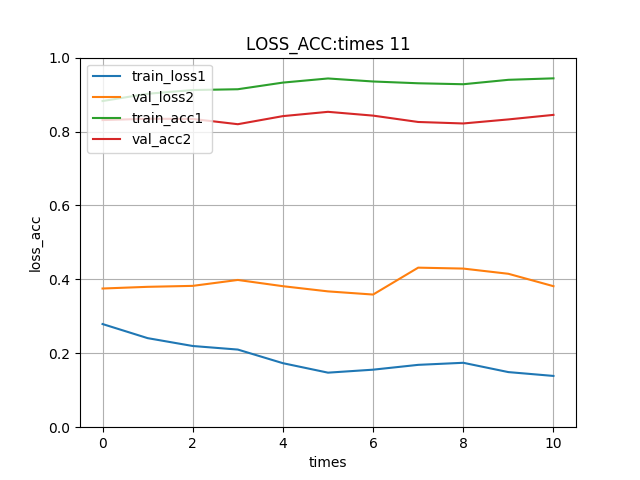 LOSS_ACC:times 11
1.0
0.8
0.6
0.4
0.2
0.0
loss_acc
train_loss1
val_loss2
train_acc1
val_acc2
0 2 4 6 8 10
times